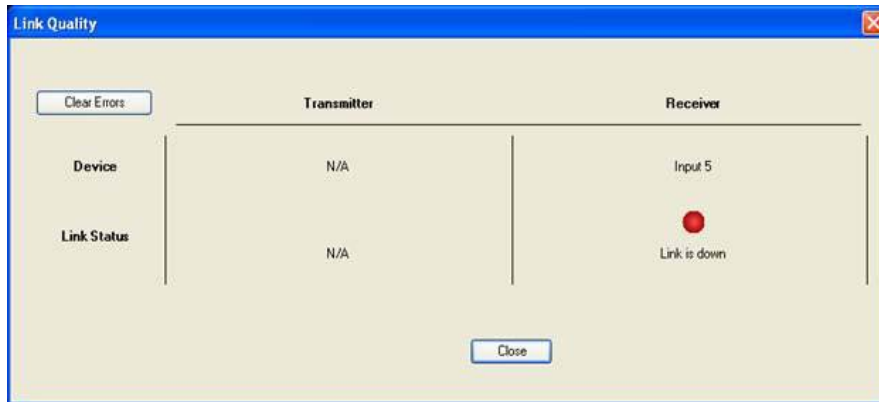 Link Quality
Clear Errors
Transmitter
Receiver
Device
N/A
Input 5
Link Status
N/A
Link is down
Close